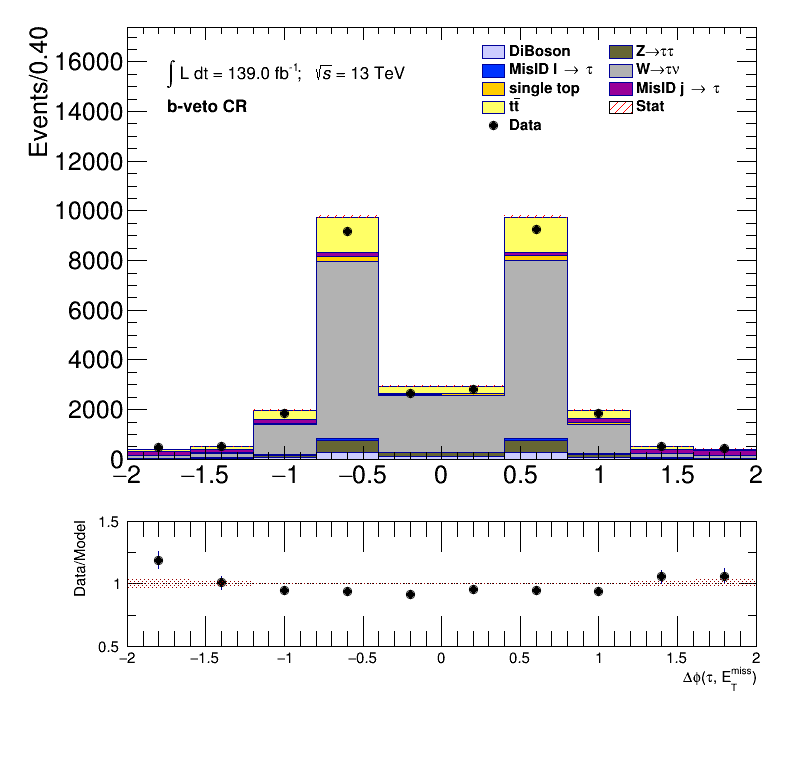 Events/0.40
16000
14000
12000
10000
8000
6000
4000
2000
0
∫ L dt = 139.0 fb⁻¹; √s = 13 TeV
b-veto CR
DiBoson
Z→ττ
MisID l → τ
W→τν
single top
MisID j → τ
tt̄
Stat
Data
−2 −1.5 −1 −0.5 0 0.5 1 1.5 2
Data/Model
1.5
1
0.5
−2 −1.5 −1 −0.5 0 0.5 1 1.5 2
Δϕ(τ, E_T^miss)